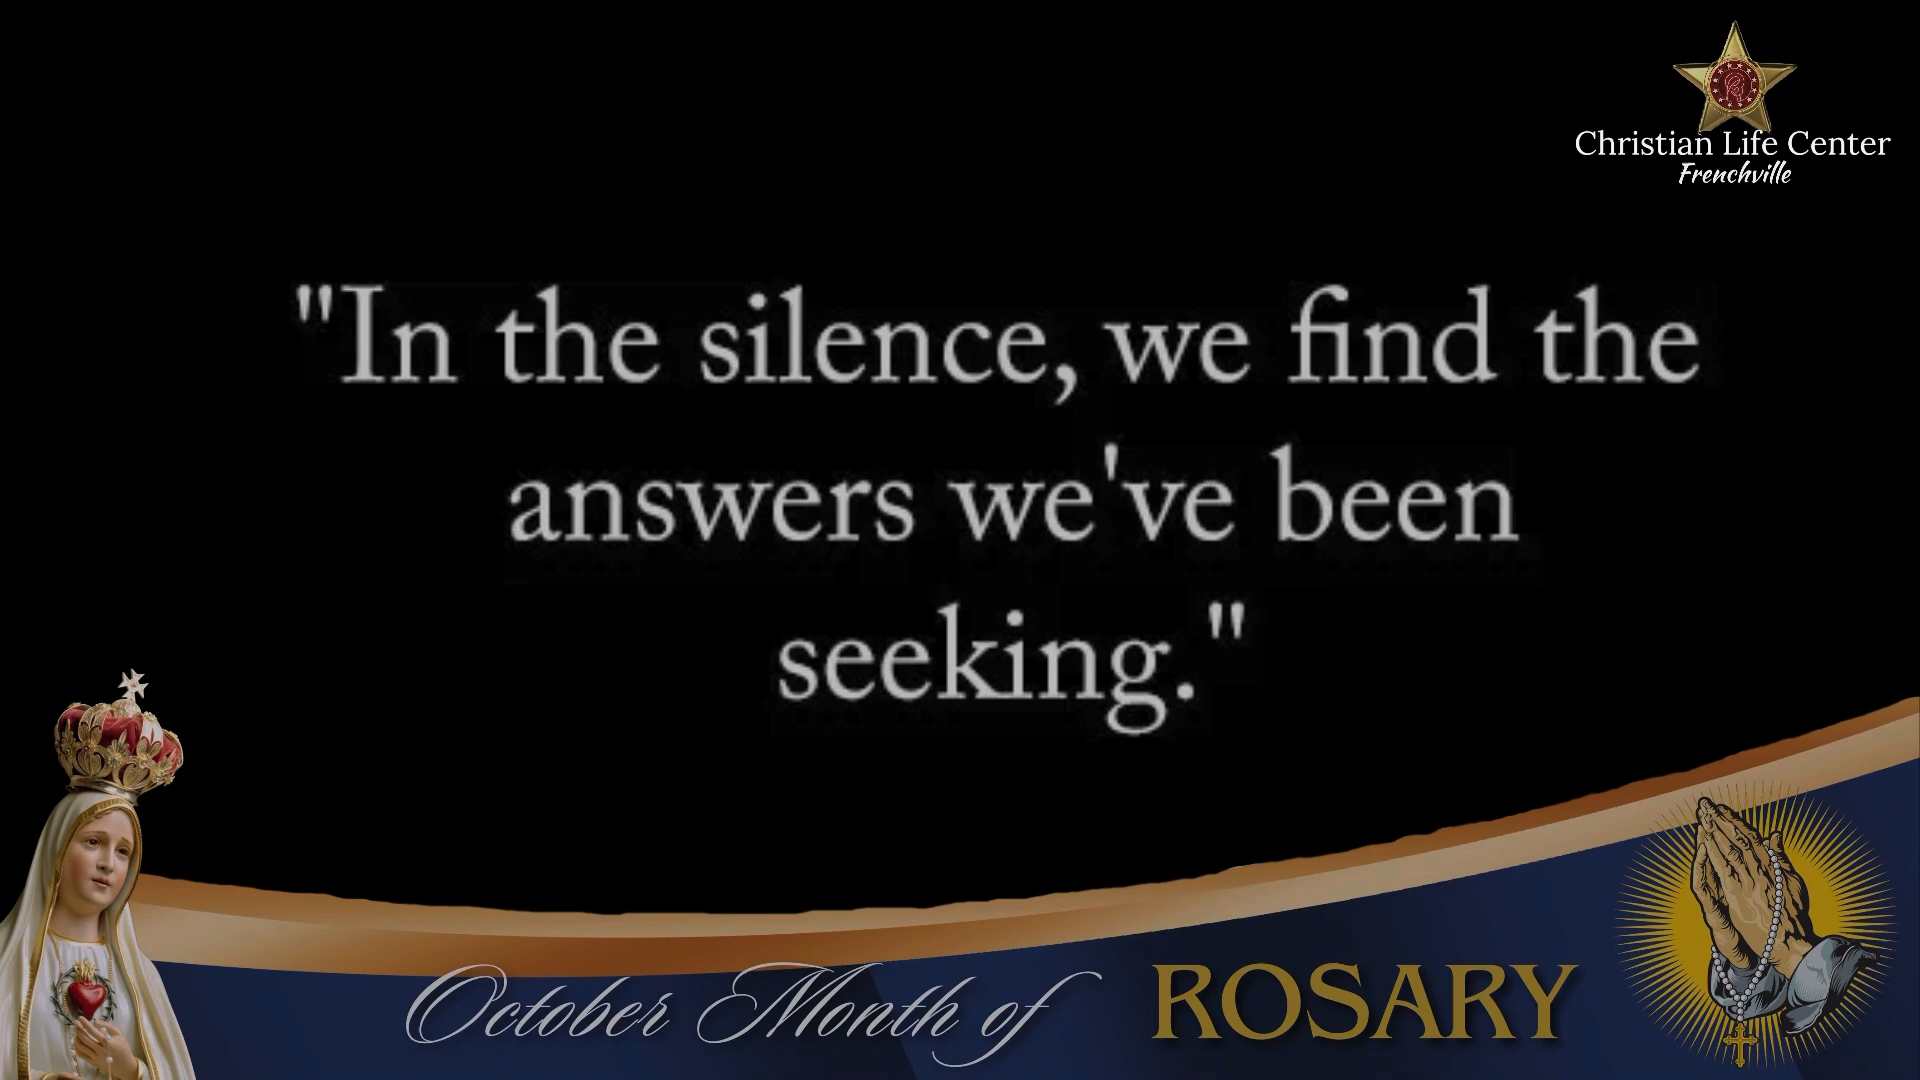 Christian Life Center
Frenchville
"In the silence, we find the
answers we've been
seeking."
October Month of ROSARY